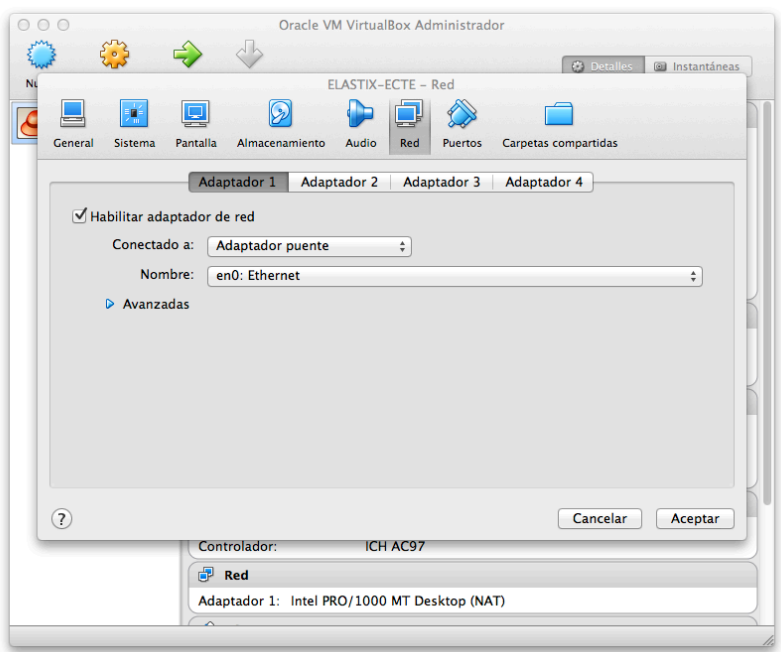 Oracle VM VirtualBox Administrador
Detalles Instantáneas
ELASTIX-ECTE – Red
General Sistema Pantalla Almacenamiento Audio Red Puertos Carpetas compartidas
Adaptador 1 Adaptador 2 Adaptador 3 Adaptador 4
Habilitar adaptador de red
Conectado a: Adaptador puente
Nombre: en0: Ethernet
Avanzadas
? Cancelar Aceptar
Controlador: ICH AC97
Red
Adaptador 1: Intel PRO/1000 MT Desktop (NAT)